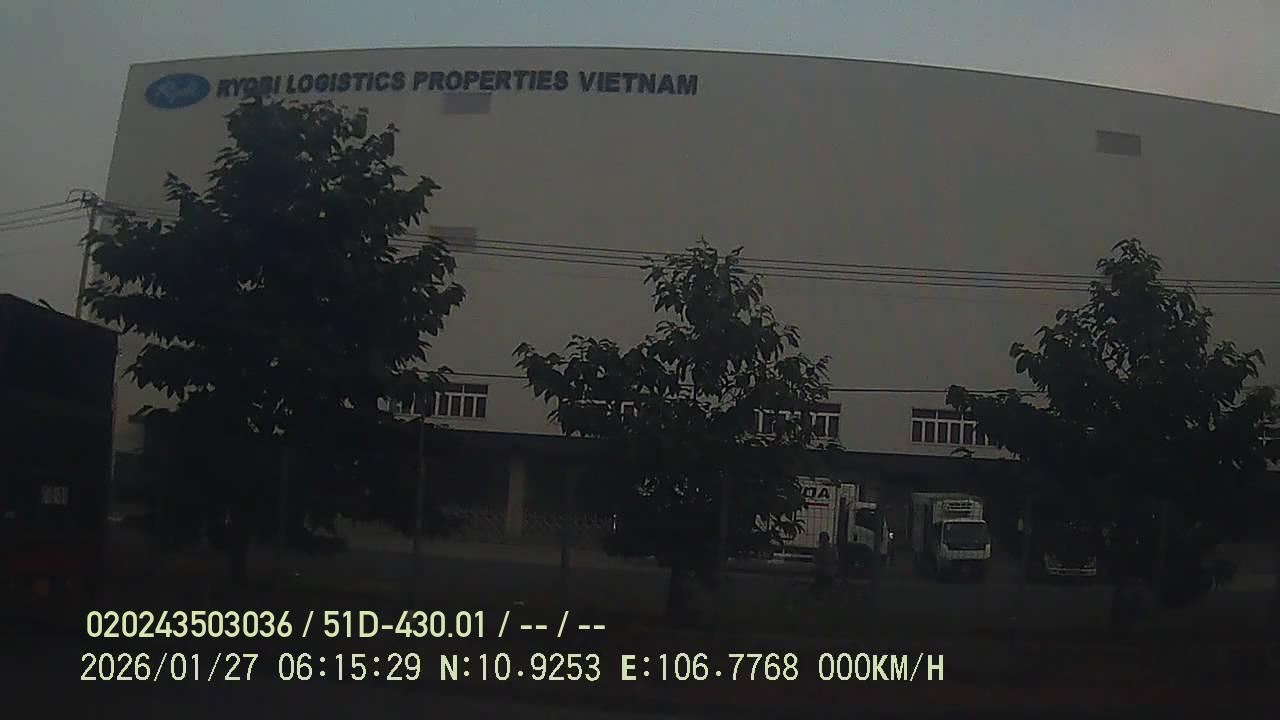 Ryobi
RYOBI LOGISTICS PROPERTIES VIETNAM
020243503036 / 51D-430.01 / -- / --
2026/01/27 06:15:29 N:10.9253 E:106.7768 000KM/H